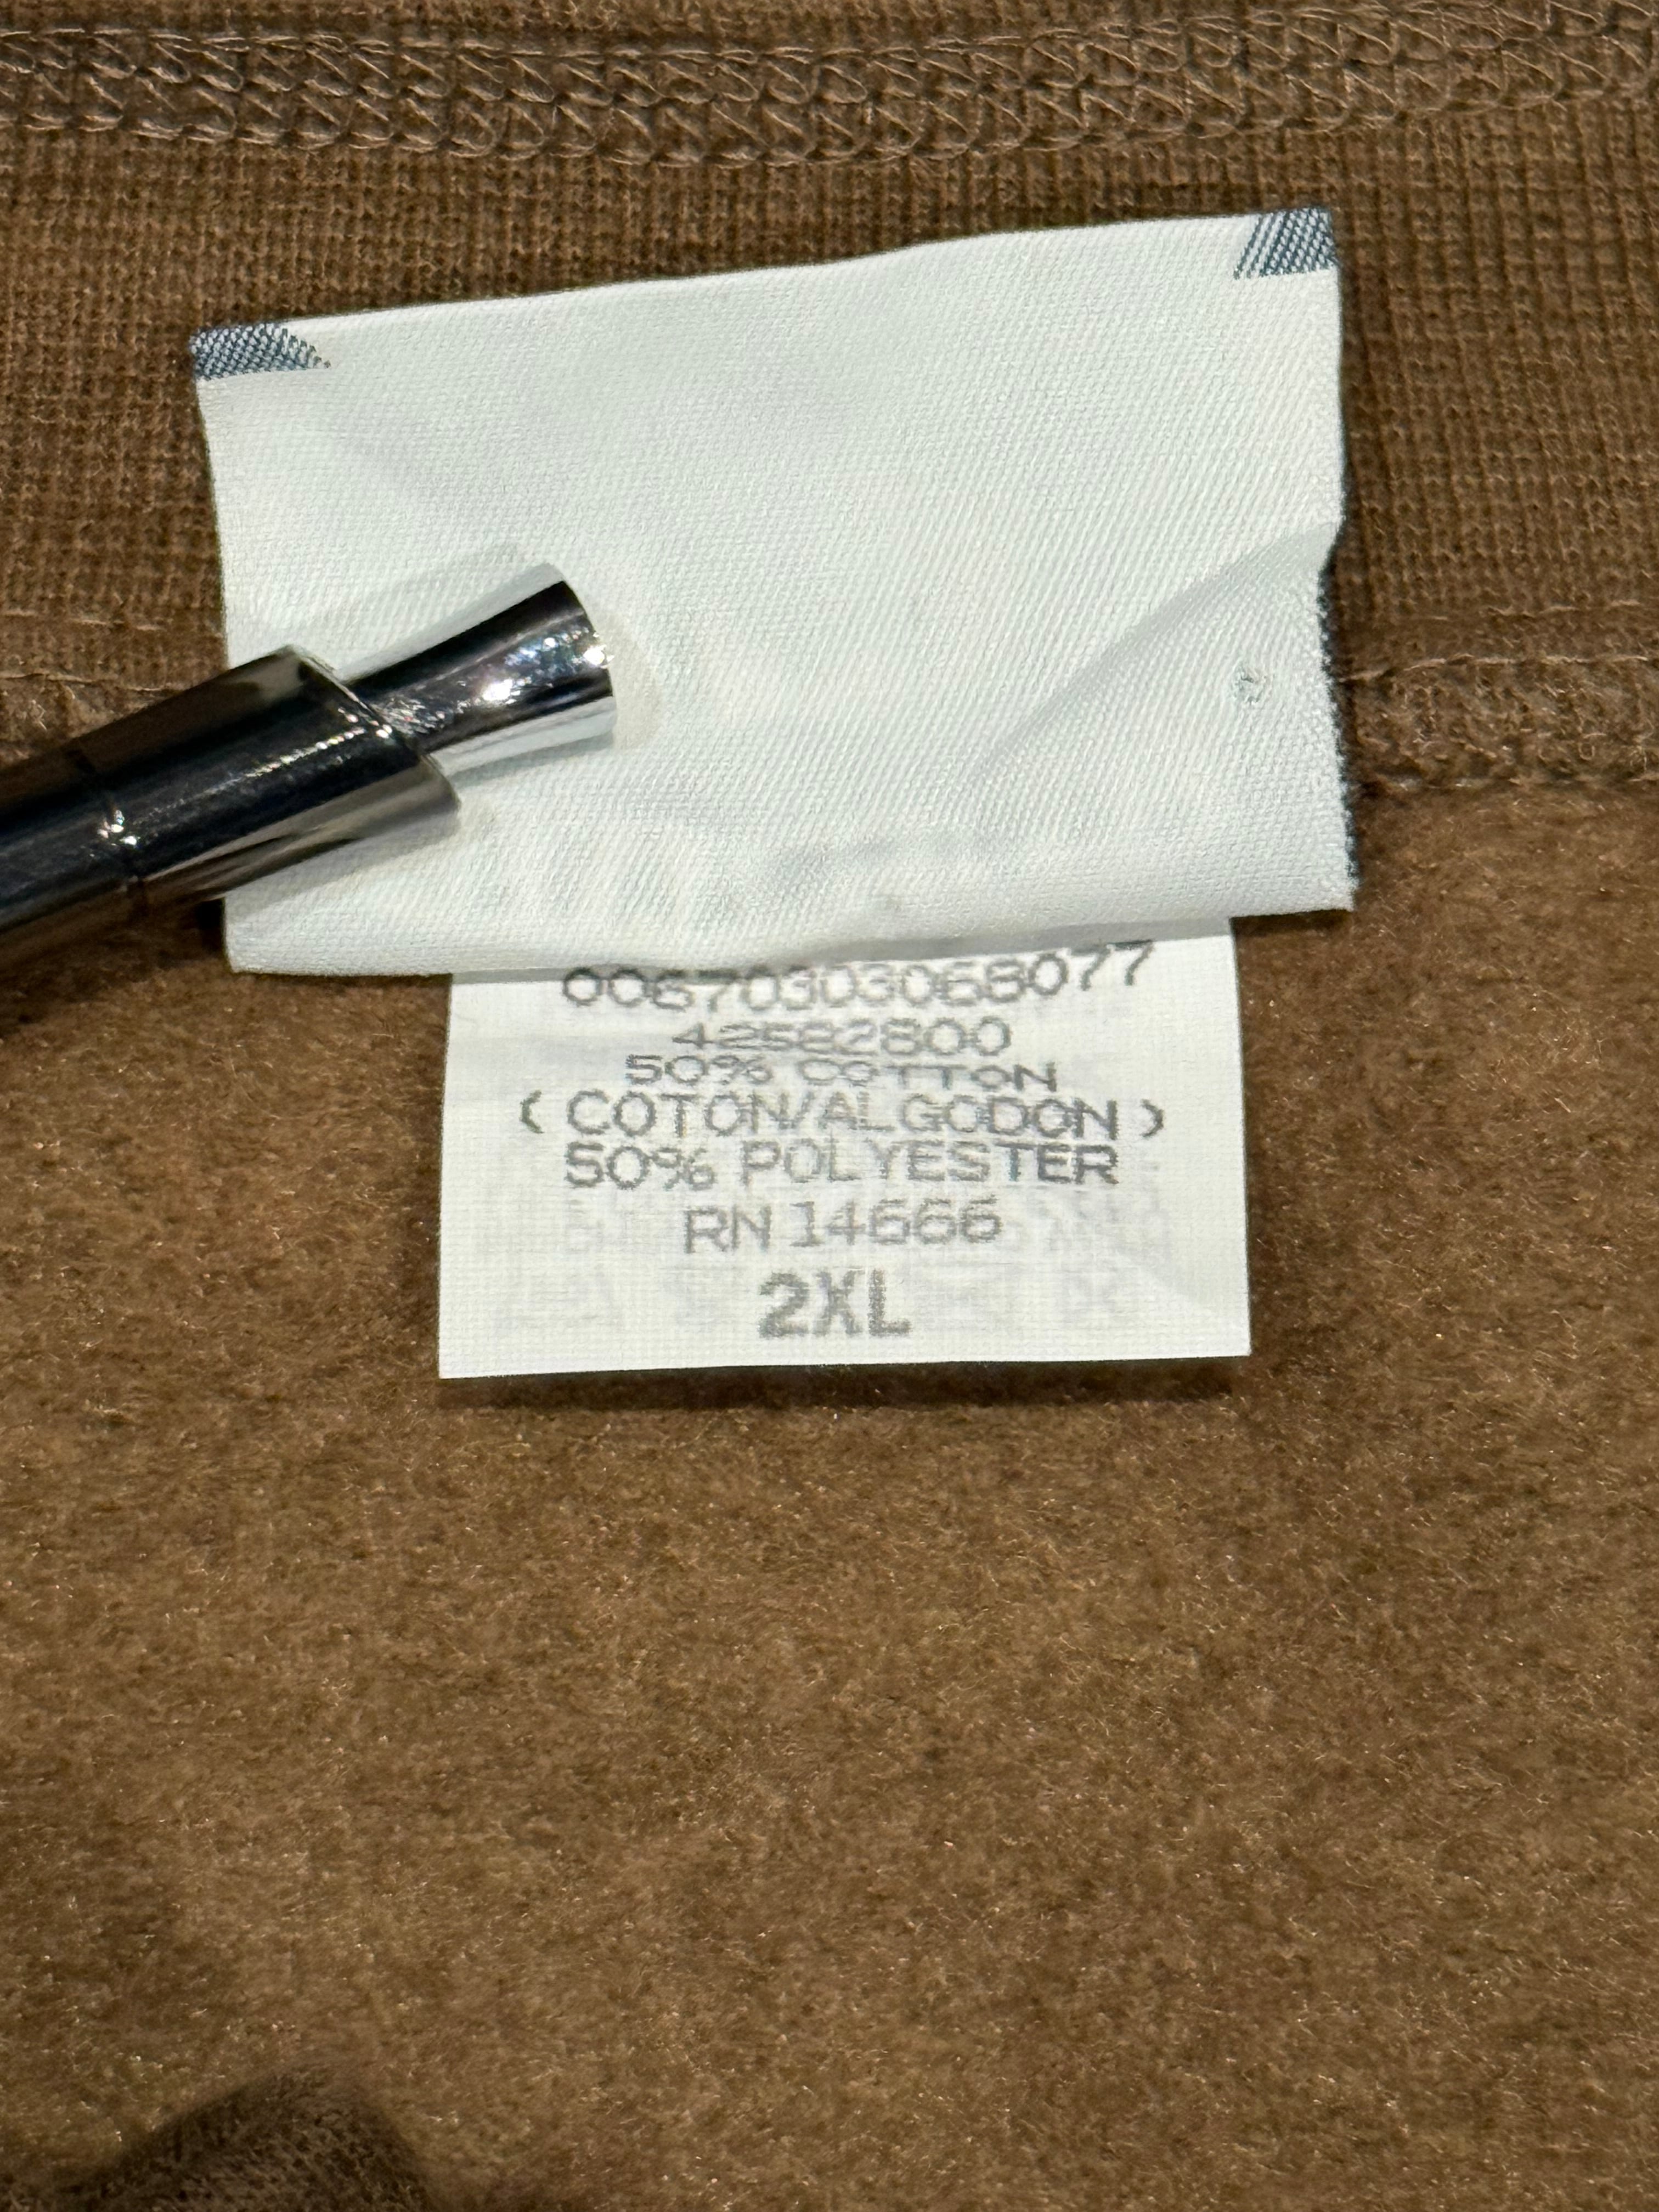 00670303068077
42582800
50% COTTON
( COTON/ALGODON )
50% POLYESTER
RN 14666
2XL